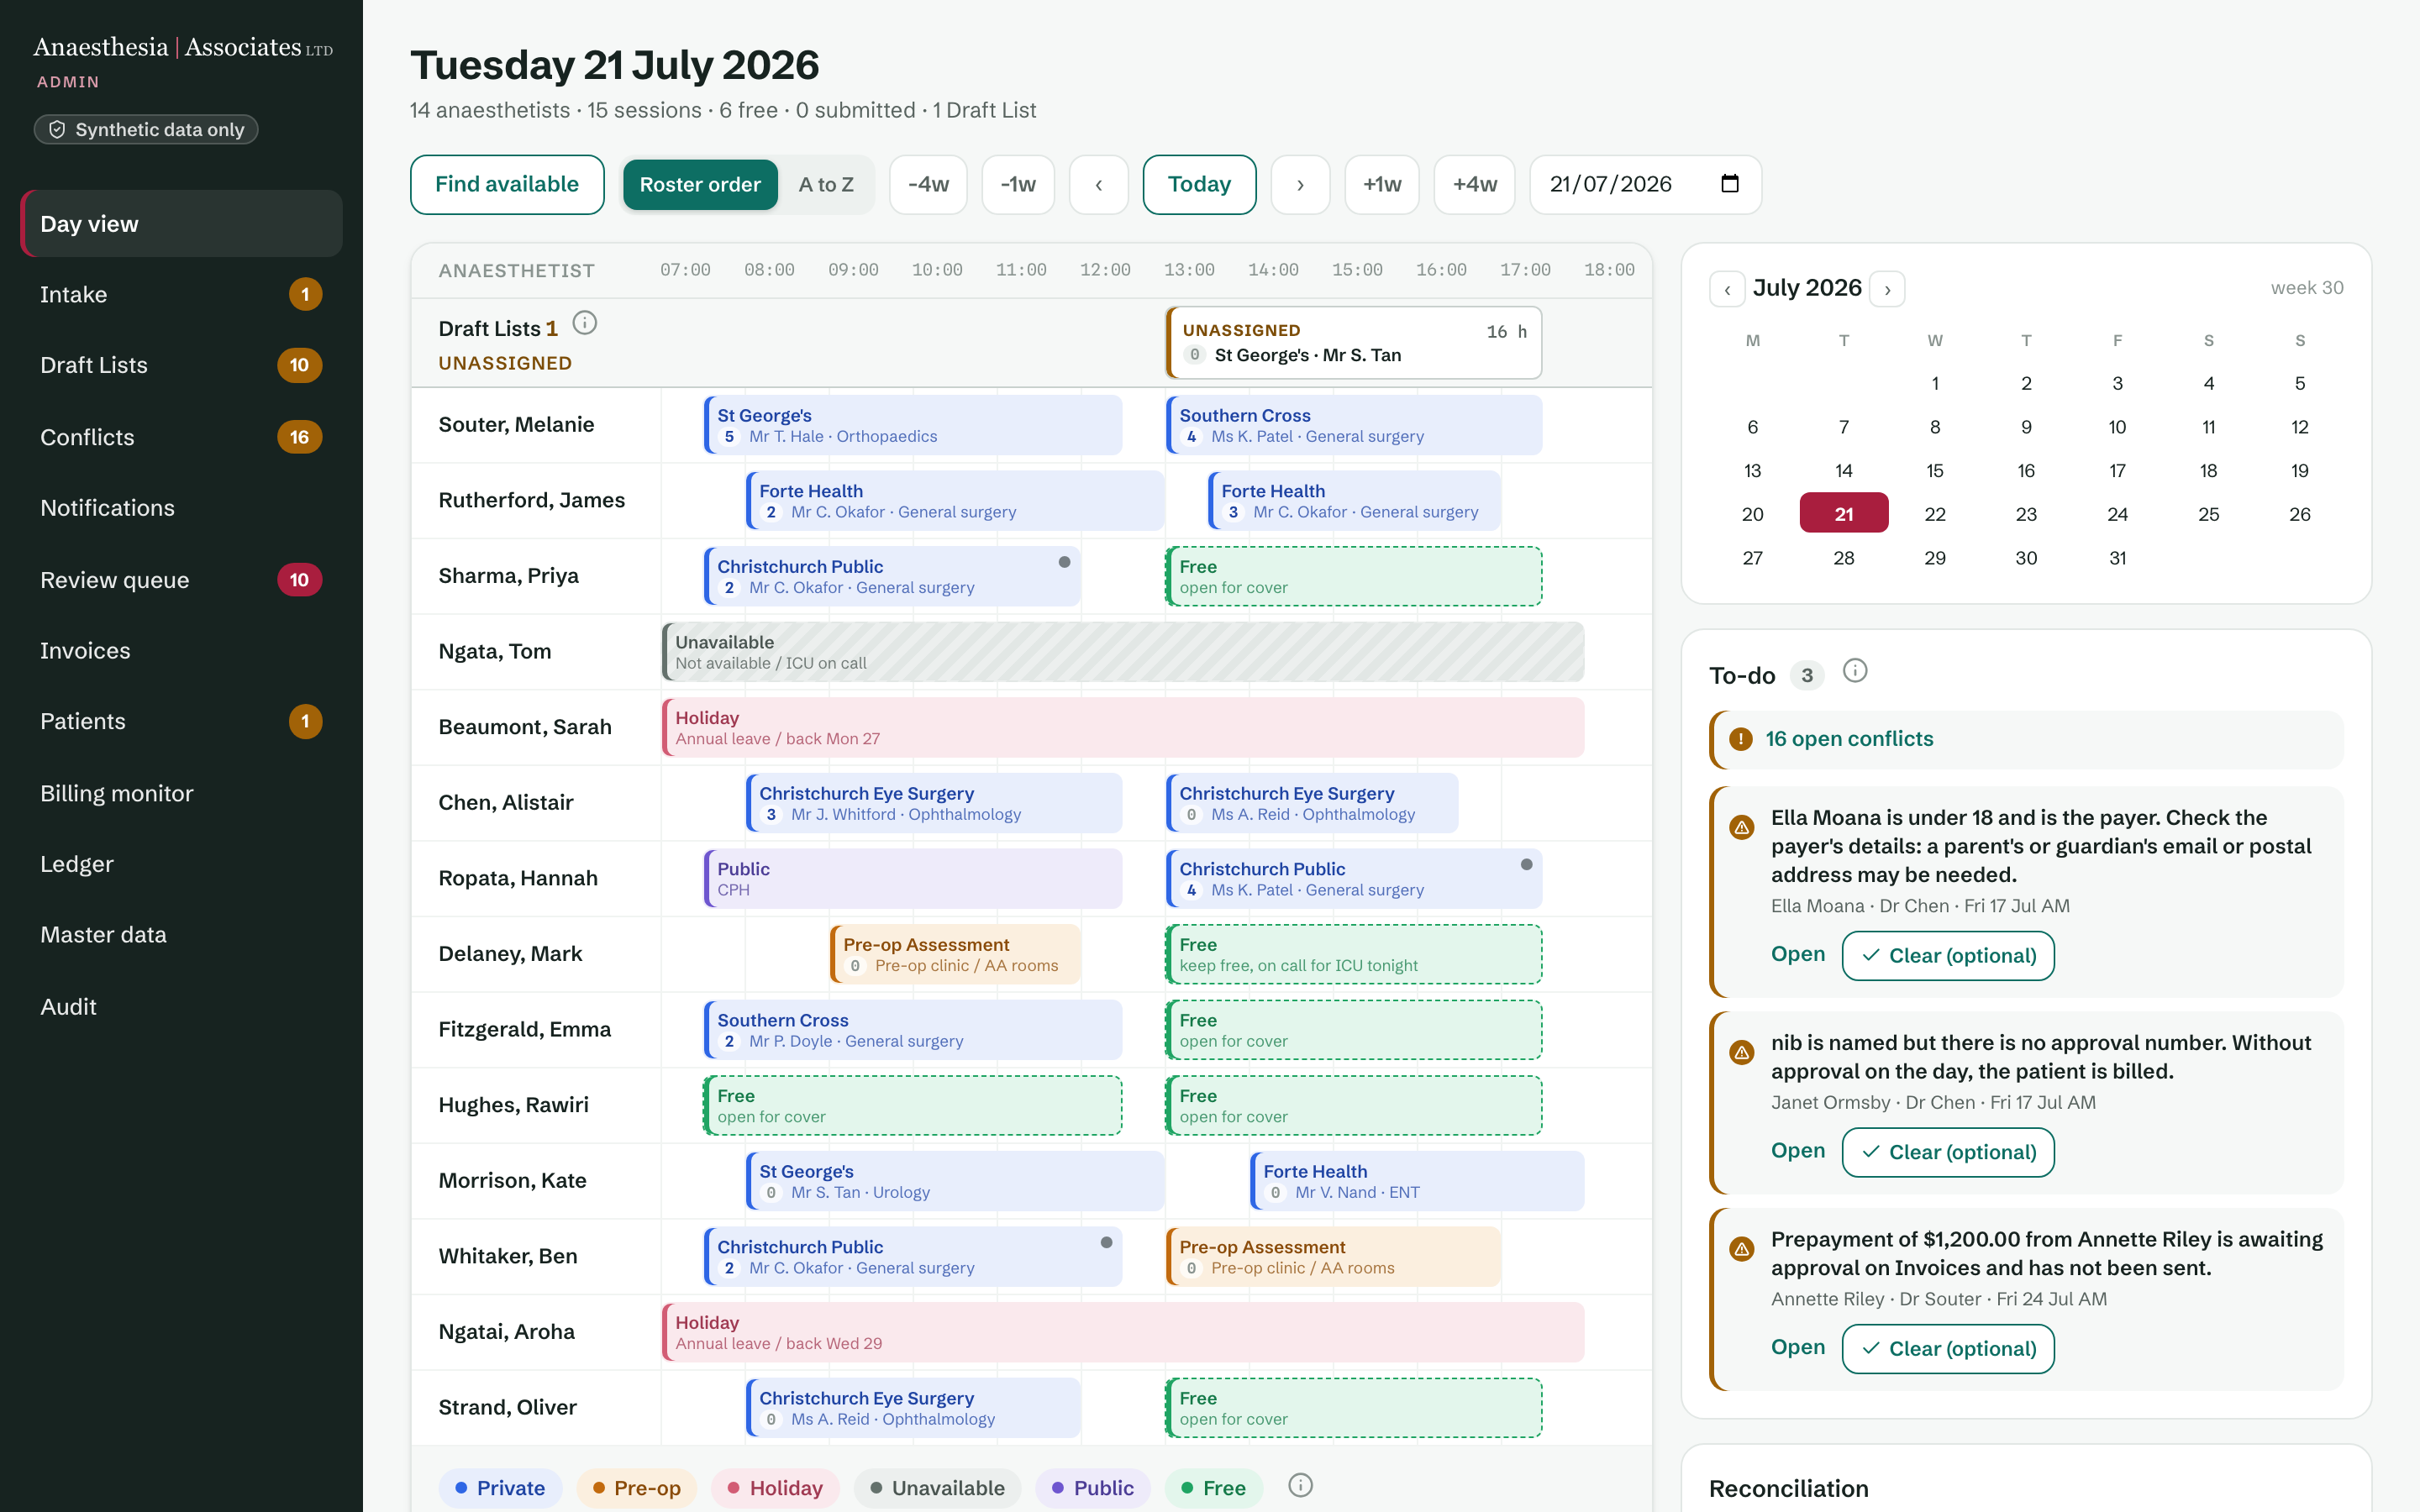 Anaesthesia | Associates LTD
ADMIN
Synthetic data only
Day view
Intake 1
Draft Lists 10
Conflicts 16
Notifications
Review queue 10
Invoices
Patients 1
Billing monitor
Ledger
Master data
Audit
Tuesday 21 July 2026
14 anaesthetists · 15 sessions · 6 free · 0 submitted · 1 Draft List
Find available Roster order A to Z -4w -1w ‹ Today › +1w +4w 21/07/2026
ANAESTHETIST 07:00 08:00 09:00 10:00 11:00 12:00 13:00 14:00 15:00 16:00 17:00 18:00
Draft Lists 1
UNASSIGNED
UNASSIGNED 16 h
0 St George's · Mr S. Tan
Souter, Melanie
St George's
5 Mr T. Hale · Orthopaedics
Southern Cross
4 Ms K. Patel · General surgery
Rutherford, James
Forte Health
2 Mr C. Okafor · General surgery
Forte Health
3 Mr C. Okafor · General surgery
Sharma, Priya
Christchurch Public
2 Mr C. Okafor · General surgery
Free
open for cover
Ngata, Tom
Unavailable
Not available / ICU on call
Beaumont, Sarah
Holiday
Annual leave / back Mon 27
Chen, Alistair
Christchurch Eye Surgery
3 Mr J. Whitford · Ophthalmology
Christchurch Eye Surgery
0 Ms A. Reid · Ophthalmology
Ropata, Hannah
Public
CPH
Christchurch Public
4 Ms K. Patel · General surgery
Delaney, Mark
Pre-op Assessment
0 Pre-op clinic / AA rooms
Free
keep free, on call for ICU tonight
Fitzgerald, Emma
Southern Cross
2 Mr P. Doyle · General surgery
Free
open for cover
Hughes, Rawiri
Free
open for cover
Free
open for cover
Morrison, Kate
St George's
0 Mr S. Tan · Urology
Forte Health
0 Mr V. Nand · ENT
Whitaker, Ben
Christchurch Public
2 Mr C. Okafor · General surgery
Pre-op Assessment
0 Pre-op clinic / AA rooms
Ngatai, Aroha
Holiday
Annual leave / back Wed 29
Strand, Oliver
Christchurch Eye Surgery
0 Ms A. Reid · Ophthalmology
Free
open for cover
Private Pre-op Holiday Unavailable Public Free
‹ July 2026 › week 30
M T W T F S S
1 2 3 4 5
6 7 8 9 10 11 12
13 14 15 16 17 18 19
20 21 22 23 24 25 26
27 28 29 30 31
To-do 3
16 open conflicts
Ella Moana is under 18 and is the payer. Check the
payer's details: a parent's or guardian's email or postal
address may be needed.
Ella Moana · Dr Chen · Fri 17 Jul AM
Open Clear (optional)
nib is named but there is no approval number. Without
approval on the day, the patient is billed.
Janet Ormsby · Dr Chen · Fri 17 Jul AM
Open Clear (optional)
Prepayment of $1,200.00 from Annette Riley is awaiting
approval on Invoices and has not been sent.
Annette Riley · Dr Souter · Fri 24 Jul AM
Open Clear (optional)
Reconciliation